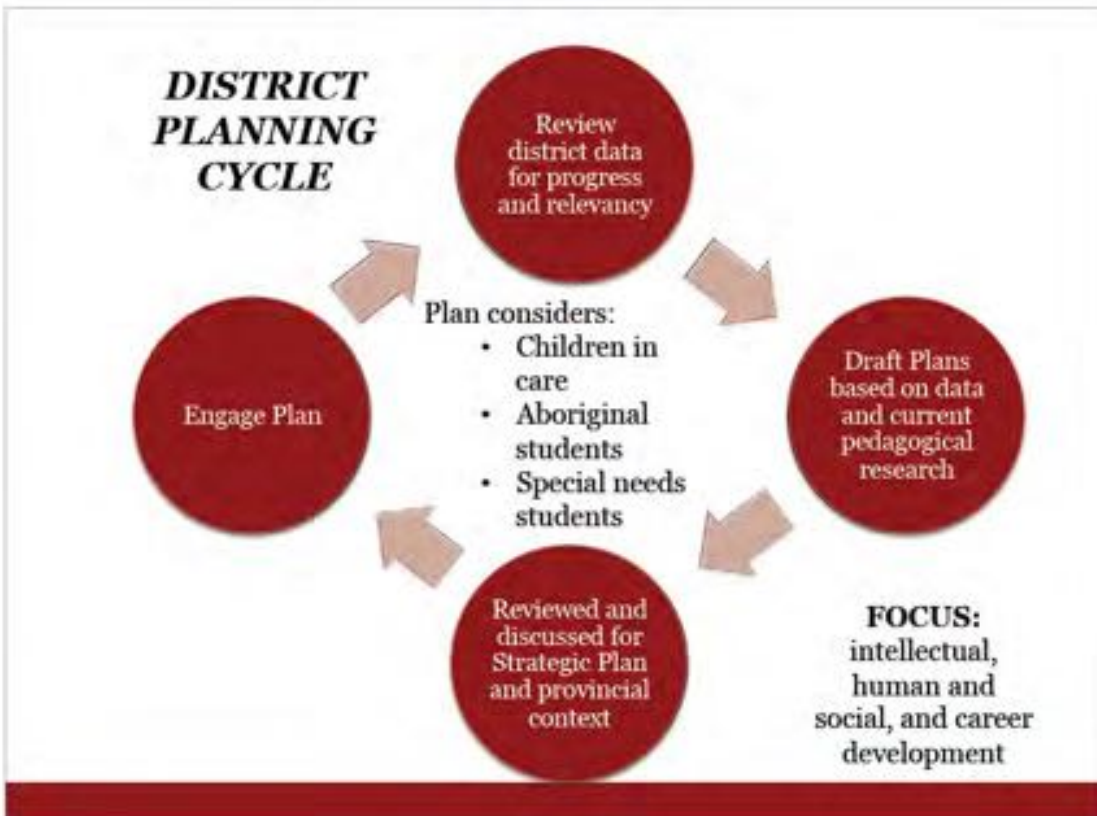 DISTRICT
PLANNING
CYCLE
Review
district data
for progress
and relevancy
Draft Plans
based on data
and current
pedagogical
research
Reviewed and
discussed for
Strategic Plan
and provincial
context
Engage Plan
Plan considers:
• Children in
care
• Aboriginal
students
• Special needs
students
FOCUS:
intellectual,
human and
social, and career
development